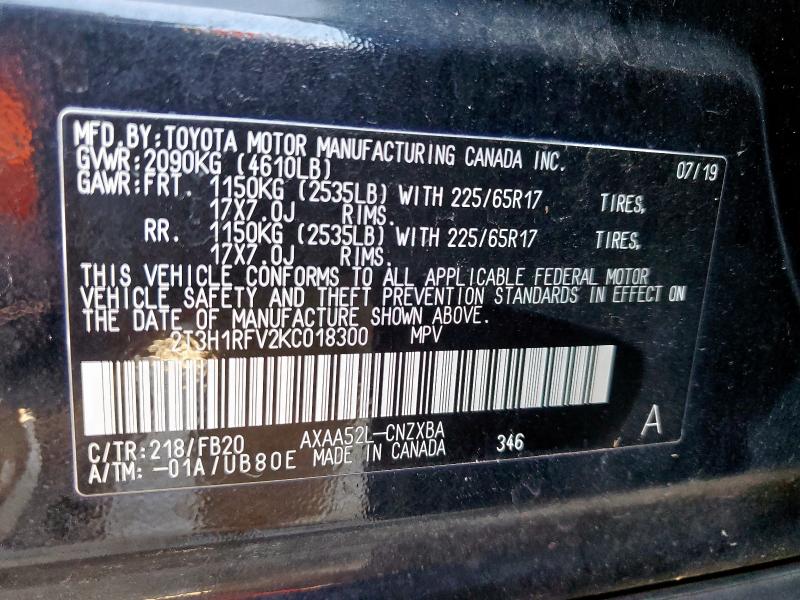 MFD.BY:TOYOTA MOTOR MANUFACTURING CANADA INC. 07/19
GVWR:2090KG (4610LB)
GAWR:FRT. 1150KG (2535LB) WITH 225/65R17 TIRES,
17X7.0J RIMS.
RR. 1150KG (2535LB) WITH 225/65R17 TIRES,
17X7.0J RIMS.
THIS VEHICLE CONFORMS TO ALL APPLICABLE FEDERAL MOTOR
VEHICLE SAFETY AND THEFT PREVENTION STANDARDS IN EFFECT ON
THE DATE OF MANUFACTURE SHOWN ABOVE.
2T3H1RFV2KC018300 MPV
C/TR:218/FB20 AXAA52L-CNZXBA 346 A
A/TM:-01A/UB80E MADE IN CANADA